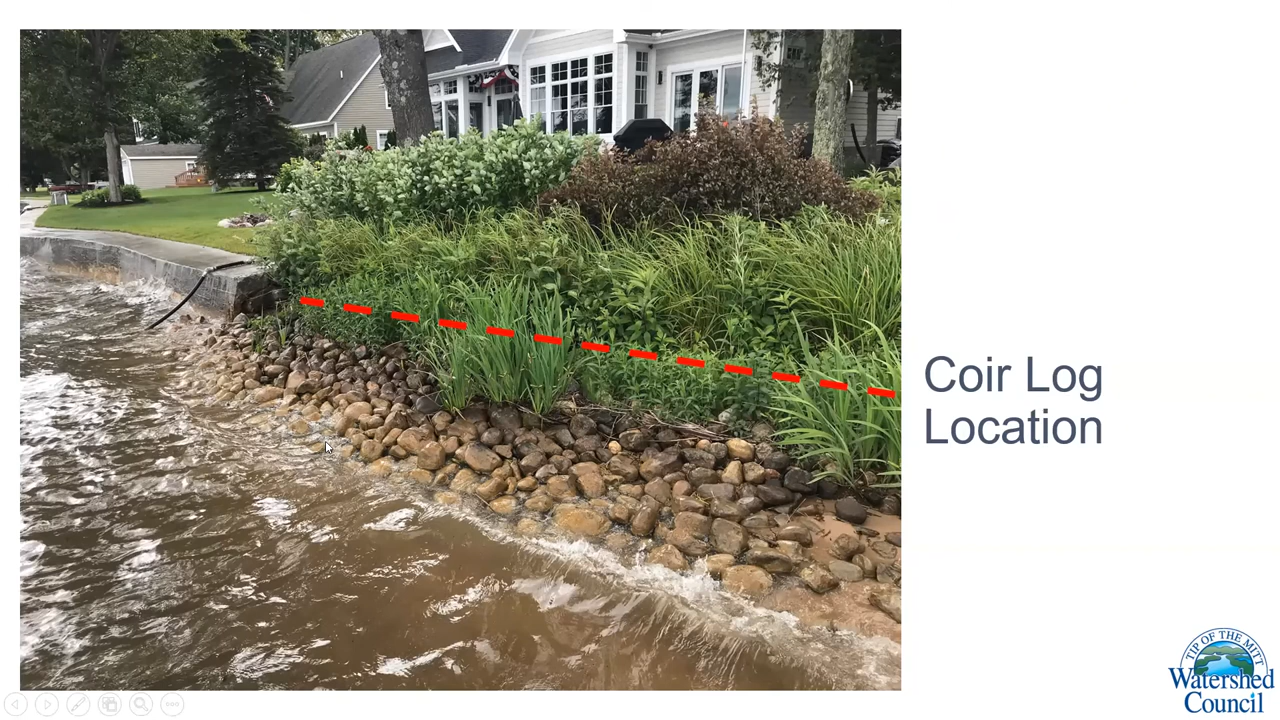 Coir Log
Location
TIP OF THE MITT
Watershed
Council